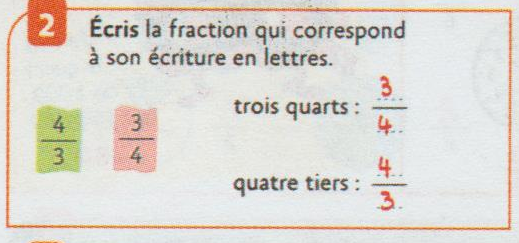 2 Écris la fraction qui correspond
à son écriture en lettres.
4/3 3/4
trois quarts : 3/4
quatre tiers : 4/3